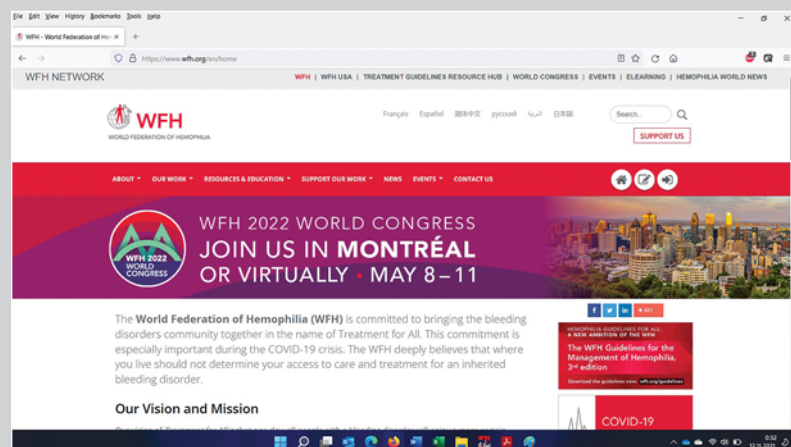 File Edit View History Bookmarks Tools Help
WFH - World Federation of He
https://www.wfh.org/en/home
WFH NETWORK
WFH | WFH USA | TREATMENT GUIDELINES RESOURCE HUB | WORLD CONGRESS | EVENTS | ELEARNING | HEMOPHILIA WORLD NEWS
WFH
WORLD FEDERATION OF HEMOPHILIA
Français Español 简体中文 русский العربية 日本語
Search...
SUPPORT US
ABOUT OUR WORK RESOURCES & EDUCATION SUPPORT OUR WORK NEWS EVENTS CONTACT US
WFH 2022
WORLD
CONGRESS
WFH 2022 WORLD CONGRESS
JOIN US IN MONTRÉAL
OR VIRTUALLY • MAY 8–11
The World Federation of Hemophilia (WFH) is committed to bringing the bleeding
disorders community together in the name of Treatment for All. This commitment is
especially important during the COVID-19 crisis. The WFH deeply believes that where
you live should not determine your access to care and treatment for an inherited
bleeding disorder.
Our Vision and Mission
HEMOPHILIA GUIDELINES FOR ALL:
A NEW AMBITION OF THE WFH
The WFH Guidelines for the
Management of Hemophilia,
3rd edition
Download the guidelines now: wfh.org/guidelines
COVID-19
0:32
12.11.2021